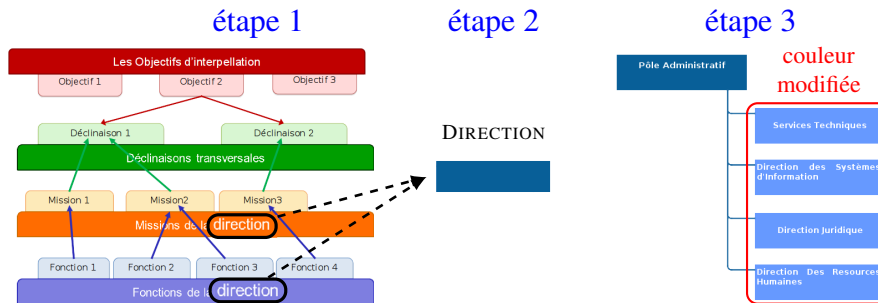 étape 1
étape 2
étape 3
Les Objectifs d'interpellation
Objectif 1
Objectif 2
Objectif 3
Déclinaison 1
Déclinaison 2
Déclinaisons transversales
Mission 1
Mission2
Mission3
Missions de la direction
Fonction 1
Fonction 2
Fonction 3
Fonction 4
Fonctions de la direction
DIRECTION
Pôle Administratif
couleur
modifiée
Services Techniques
Direction des Systèmes
d'Information
Direction Juridique
Direction Des Resources
Humaines